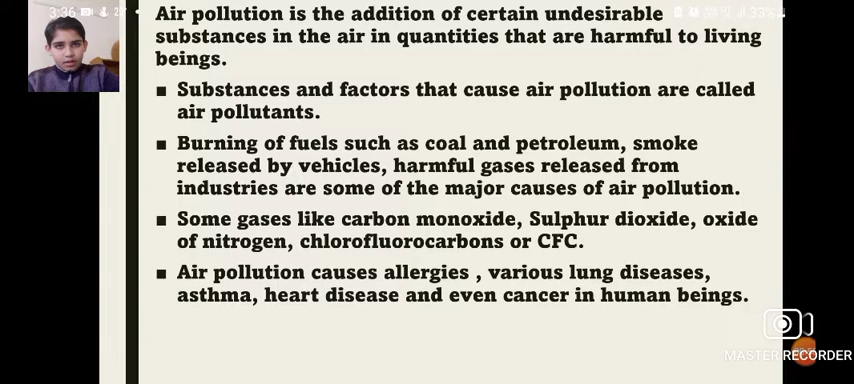 3:36
33%
Air pollution is the addition of certain undesirable
substances in the air in quantities that are harmful to living
beings.
■ Substances and factors that cause air pollution are called
air pollutants.
■ Burning of fuels such as coal and petroleum, smoke
released by vehicles, harmful gases released from
industries are some of the major causes of air pollution.
■ Some gases like carbon monoxide, Sulphur dioxide, oxide
of nitrogen, chlorofluorocarbons or CFC.
■ Air pollution causes allergies , various lung diseases,
asthma, heart disease and even cancer in human beings.
MASTER RECORDER